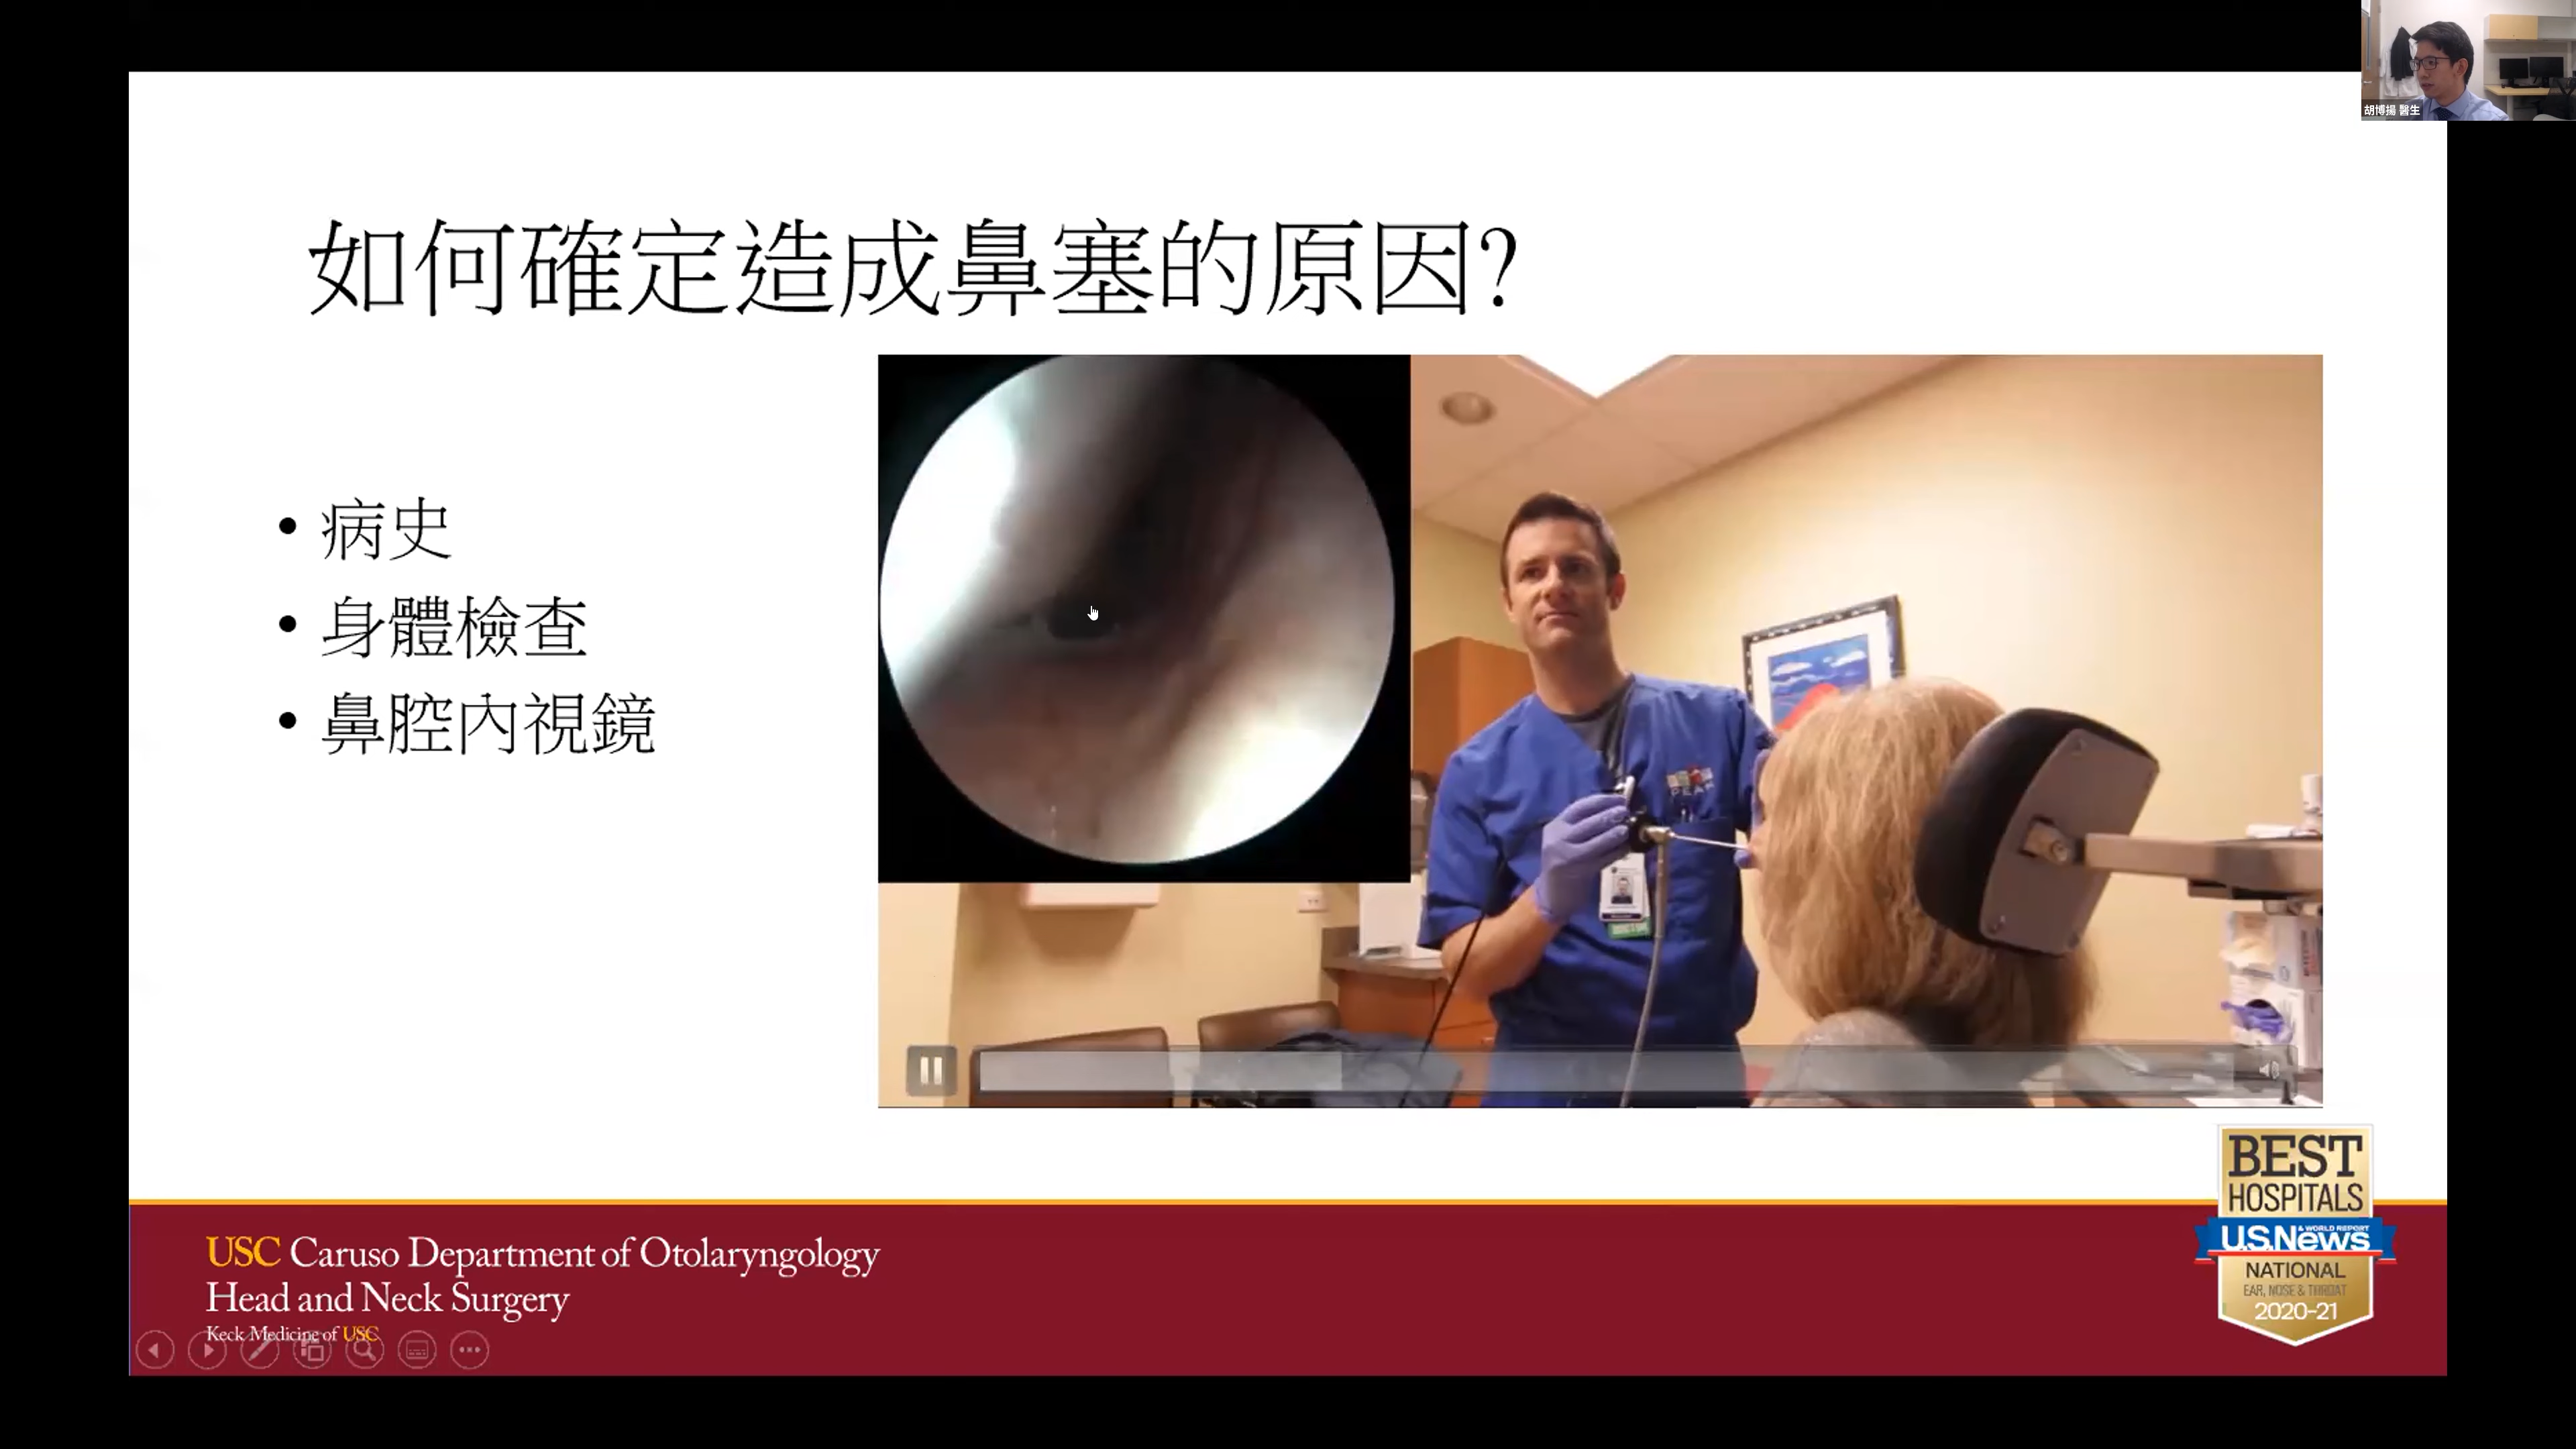 胡博揚 醫生
如何確定造成鼻塞的原因?
• 病史
• 身體檢查
• 鼻腔內視鏡
BEST
HOSPITALS
U.S.News
& WORLD REPORT
NATIONAL
EAR, NOSE & THROAT
2020-21
USC Caruso Department of Otolaryngology
Head and Neck Surgery
Keck Medicine of USC